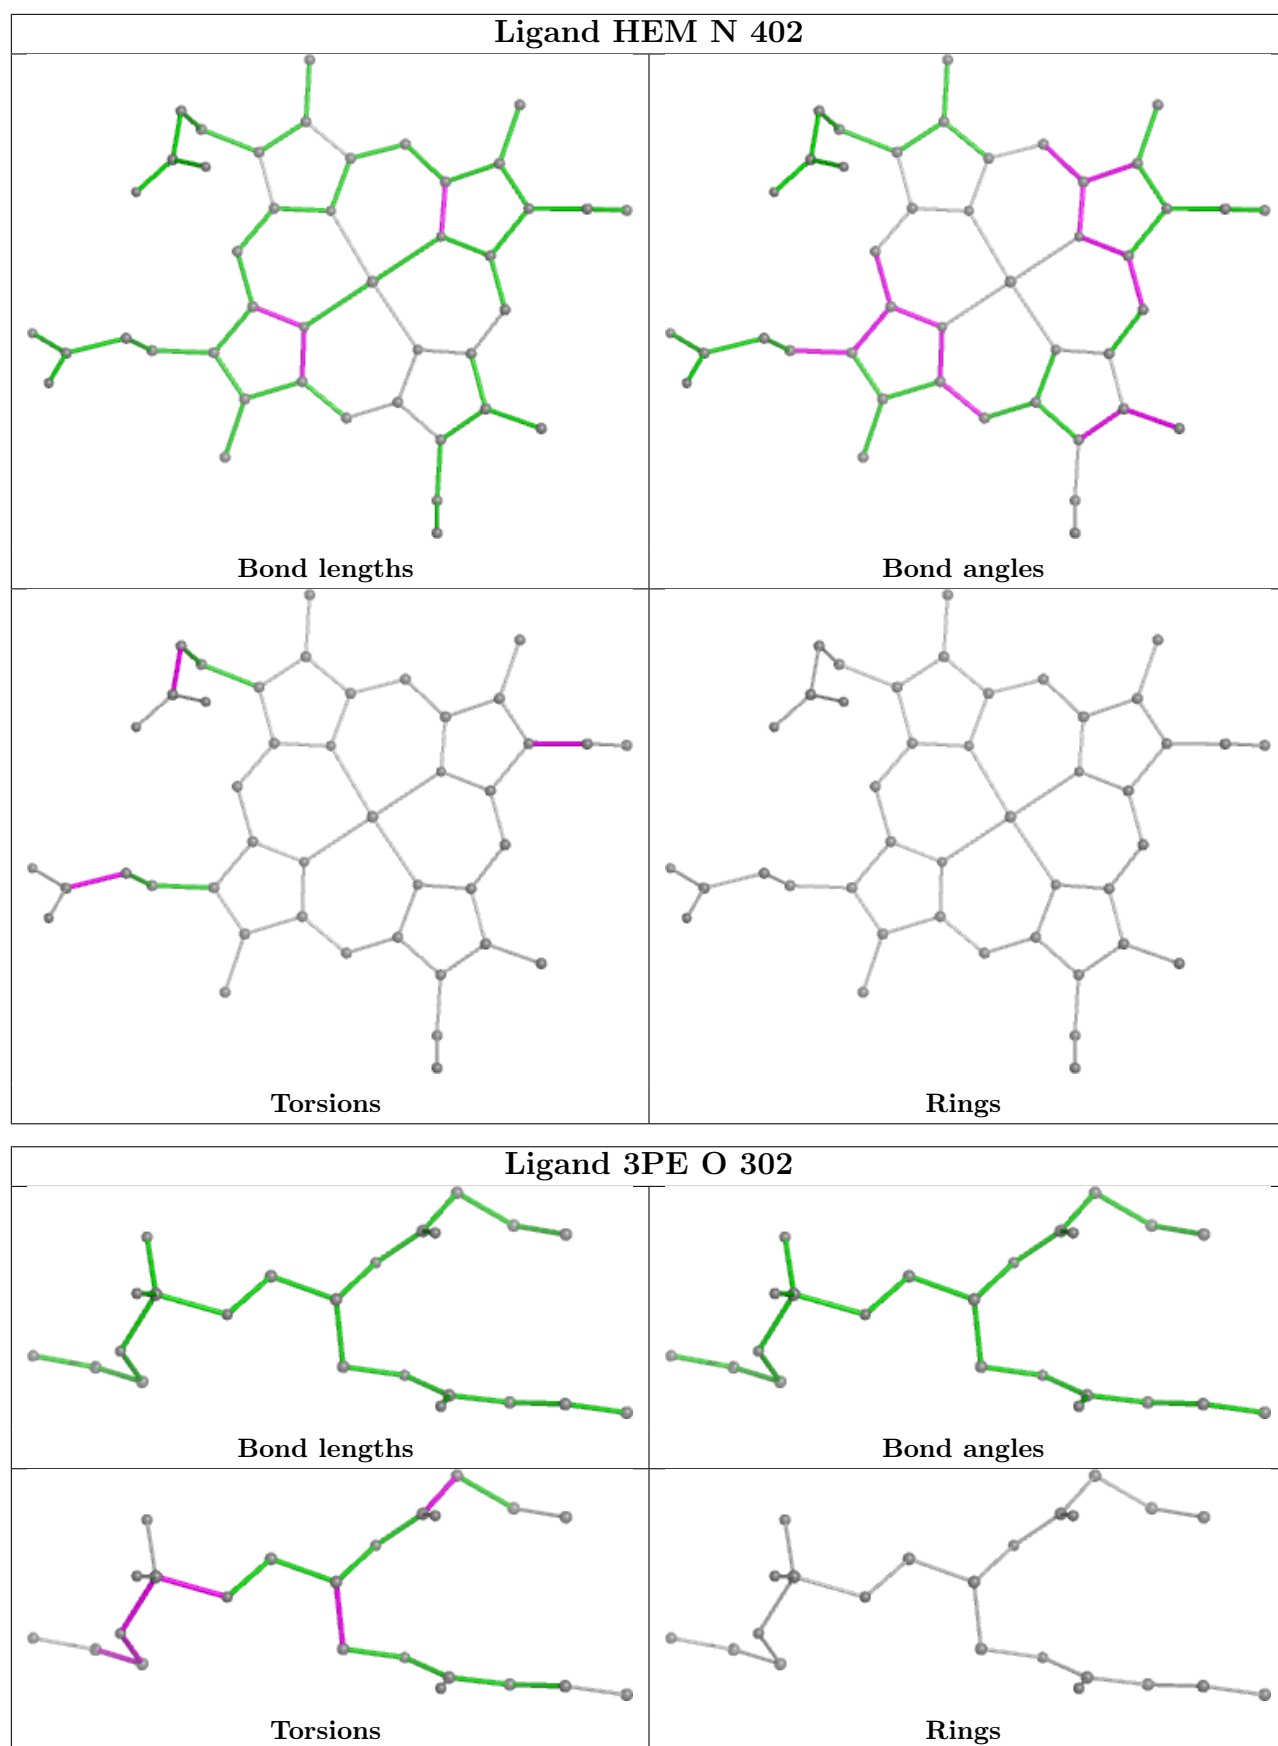 Ligand HEM N 402
Bond lengths
Bond angles
Torsions
Rings
Ligand 3PE O 302
Bond lengths
Bond angles
Torsions
Rings